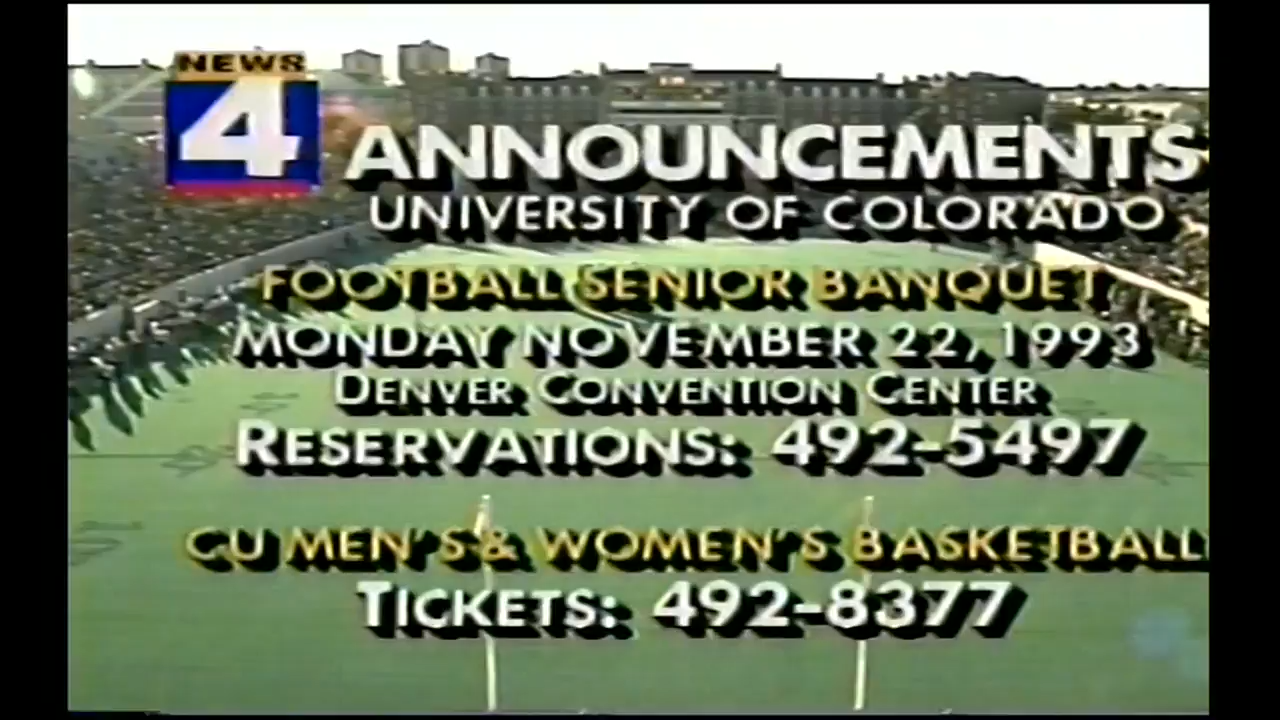 NEWS
4
ANNOUNCEMENTS
UNIVERSITY OF COLORADO
FOOTBALL SENIOR BANQUET
MONDAY NOVEMBER 22, 1993
DENVER CONVENTION CENTER
RESERVATIONS: 492-5497
CU MEN'S & WOMEN'S BASKETBALL
TICKETS: 492-8377